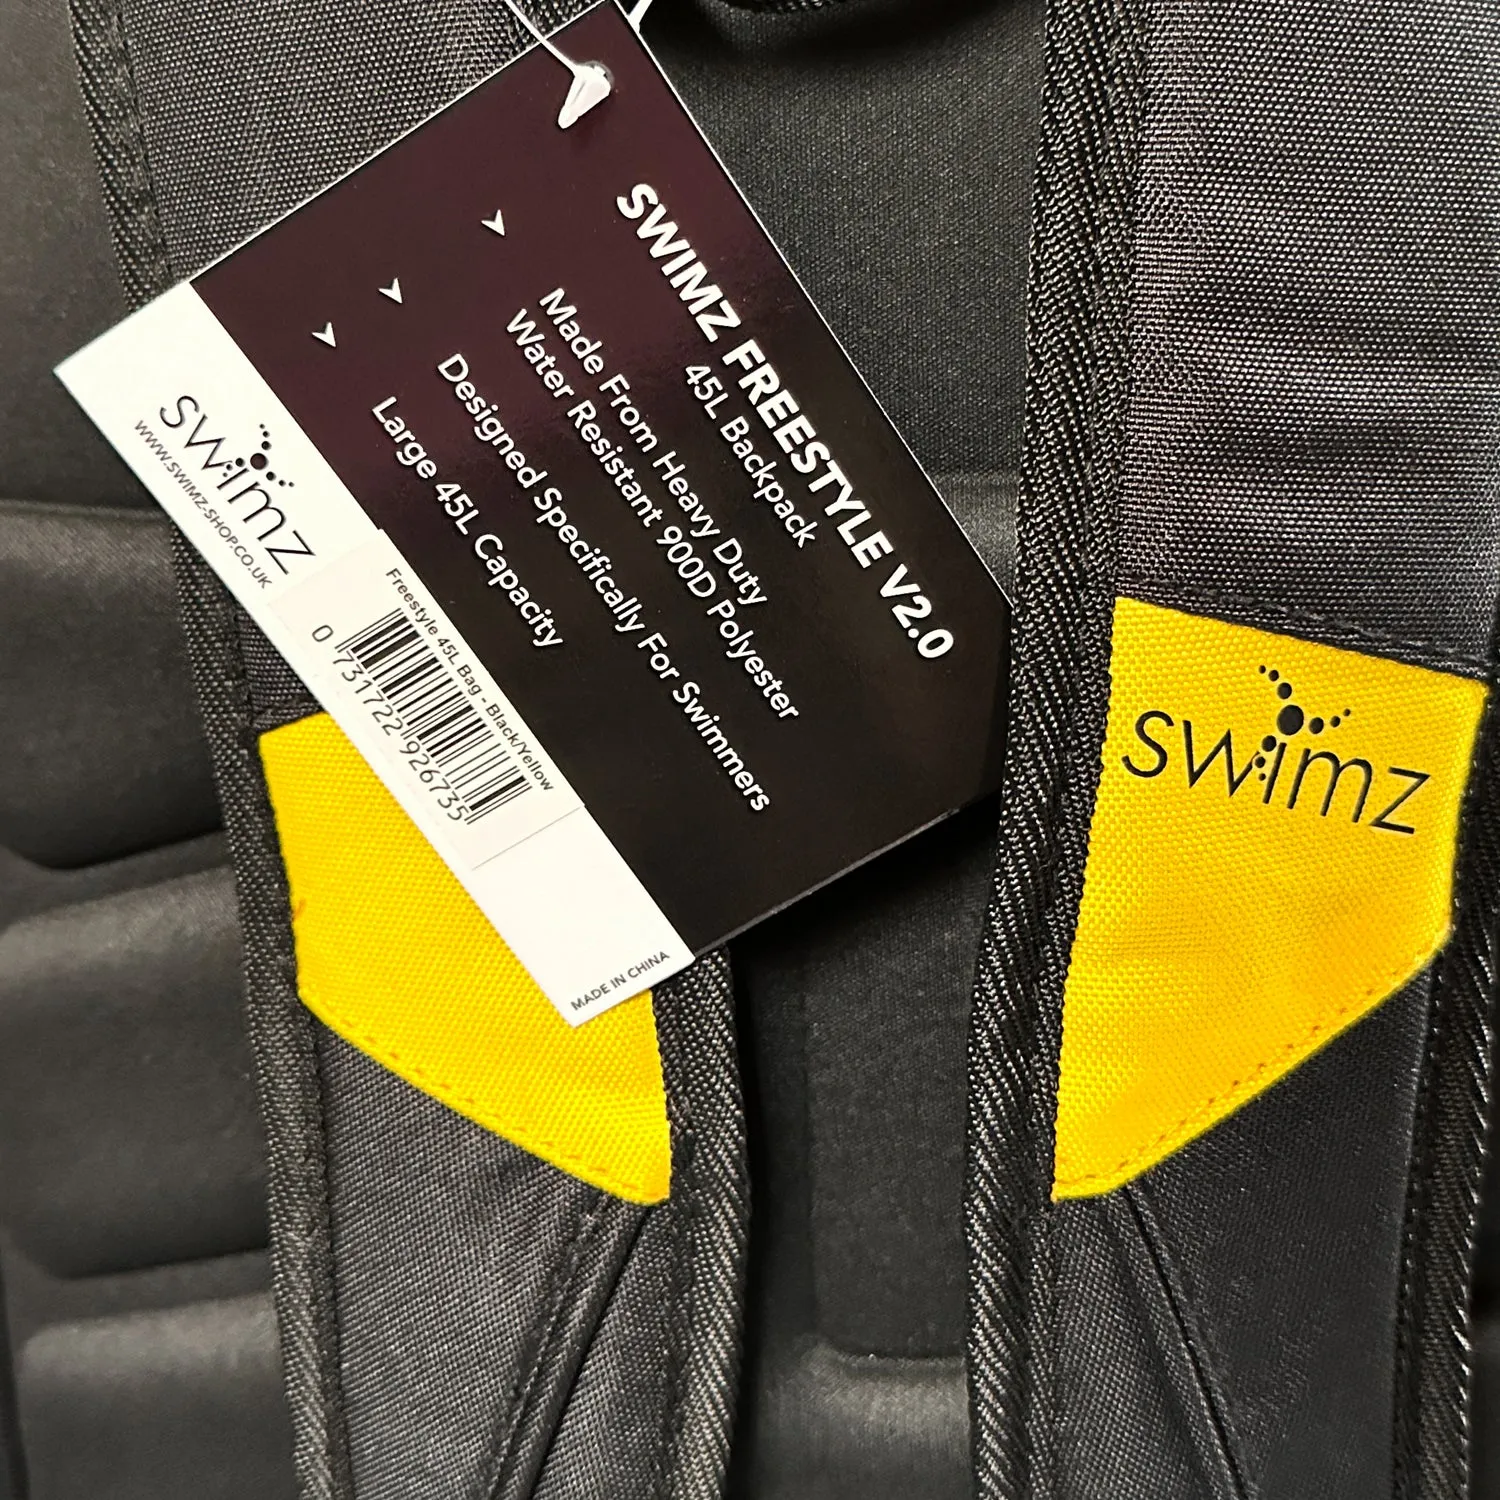 SWIMZ FREESTYLE V2.0
45L Backpack
Made From Heavy Duty
Water Resistant 900D Polyester
Designed Specifically For Swimmers
Large 45L Capacity
swimz
WWW.SWIMZ-SHOP.CO.UK
Freestyle 45L Bag - Black/Yellow
0 731722 926735
MADE IN CHINA
swimz